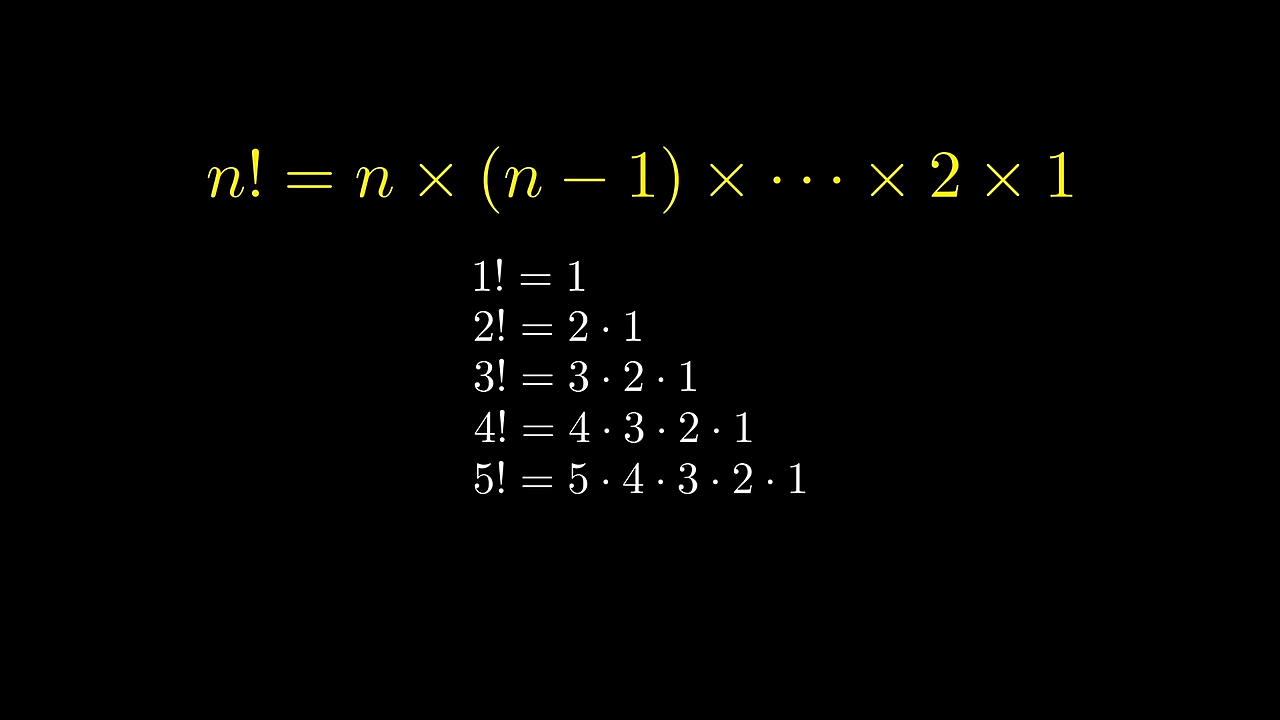 n! = n × (n − 1) × ⋯ × 2 × 1
1! = 1
2! = 2 · 1
3! = 3 · 2 · 1
4! = 4 · 3 · 2 · 1
5! = 5 · 4 · 3 · 2 · 1